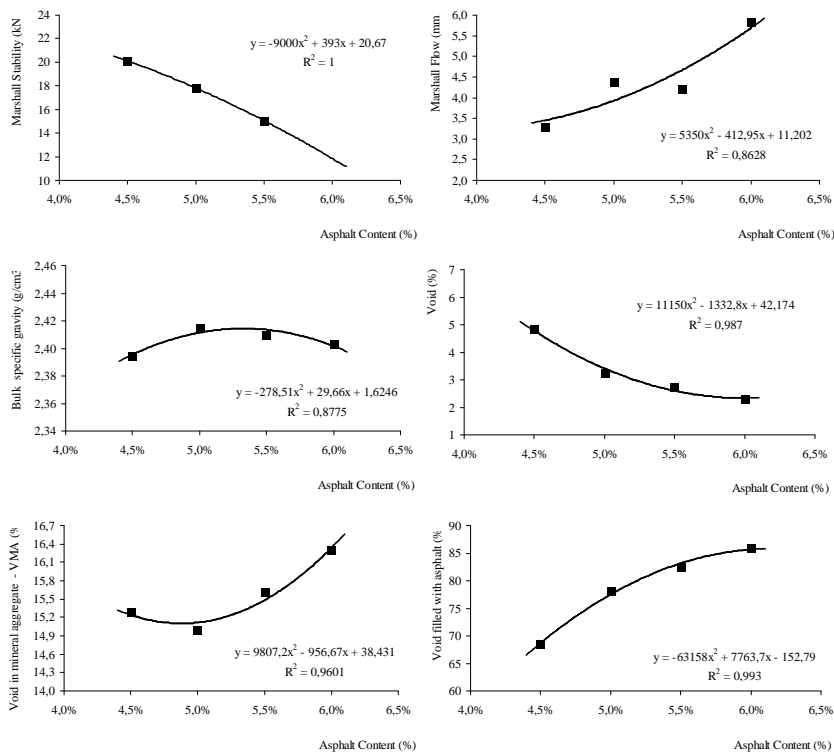 Marshall Stability (kN
24
22
20
18
16
14
12
10
y = -9000x² + 393x + 20,67
R² = 1
4,0% 4,5% 5,0% 5,5% 6,0% 6,5%
Asphalt Content (%)
Marshall Flow (mm
6,0
5,5
5,0
4,5
4,0
3,5
3,0
2,5
2,0
y = 5350x² - 412,95x + 11,202
R² = 0,8628
4,0% 4,5% 5,0% 5,5% 6,0% 6,5%
Asphalt Content (%)
Bulk specific gravity (g/cm3
2,46
2,44
2,42
2,40
2,38
2,36
2,34
y = -278,51x² + 29,66x + 1,6246
R² = 0,8775
4,0% 4,5% 5,0% 5,5% 6,0% 6,5%
Asphalt Content (%)
Void (%)
7
6
5
4
3
2
1
y = 11150x² - 1332,8x + 42,174
R² = 0,987
4,0% 4,5% 5,0% 5,5% 6,0% 6,5%
Asphalt Content (%)
Void in mineral aggregate - VMA (%
16,7
16,4
16,1
15,8
15,5
15,2
14,9
14,6
14,3
14,0
y = 9807,2x² - 956,67x + 38,431
R² = 0,9601
4,0% 4,5% 5,0% 5,5% 6,0% 6,5%
Asphalt Content (%)
Void filled with asphalt (%
90
85
80
75
70
65
60
y = -63158x² + 7763,7x - 152,79
R² = 0,993
4,0% 4,5% 5,0% 5,5% 6,0% 6,5%
Asphalt Content (%)